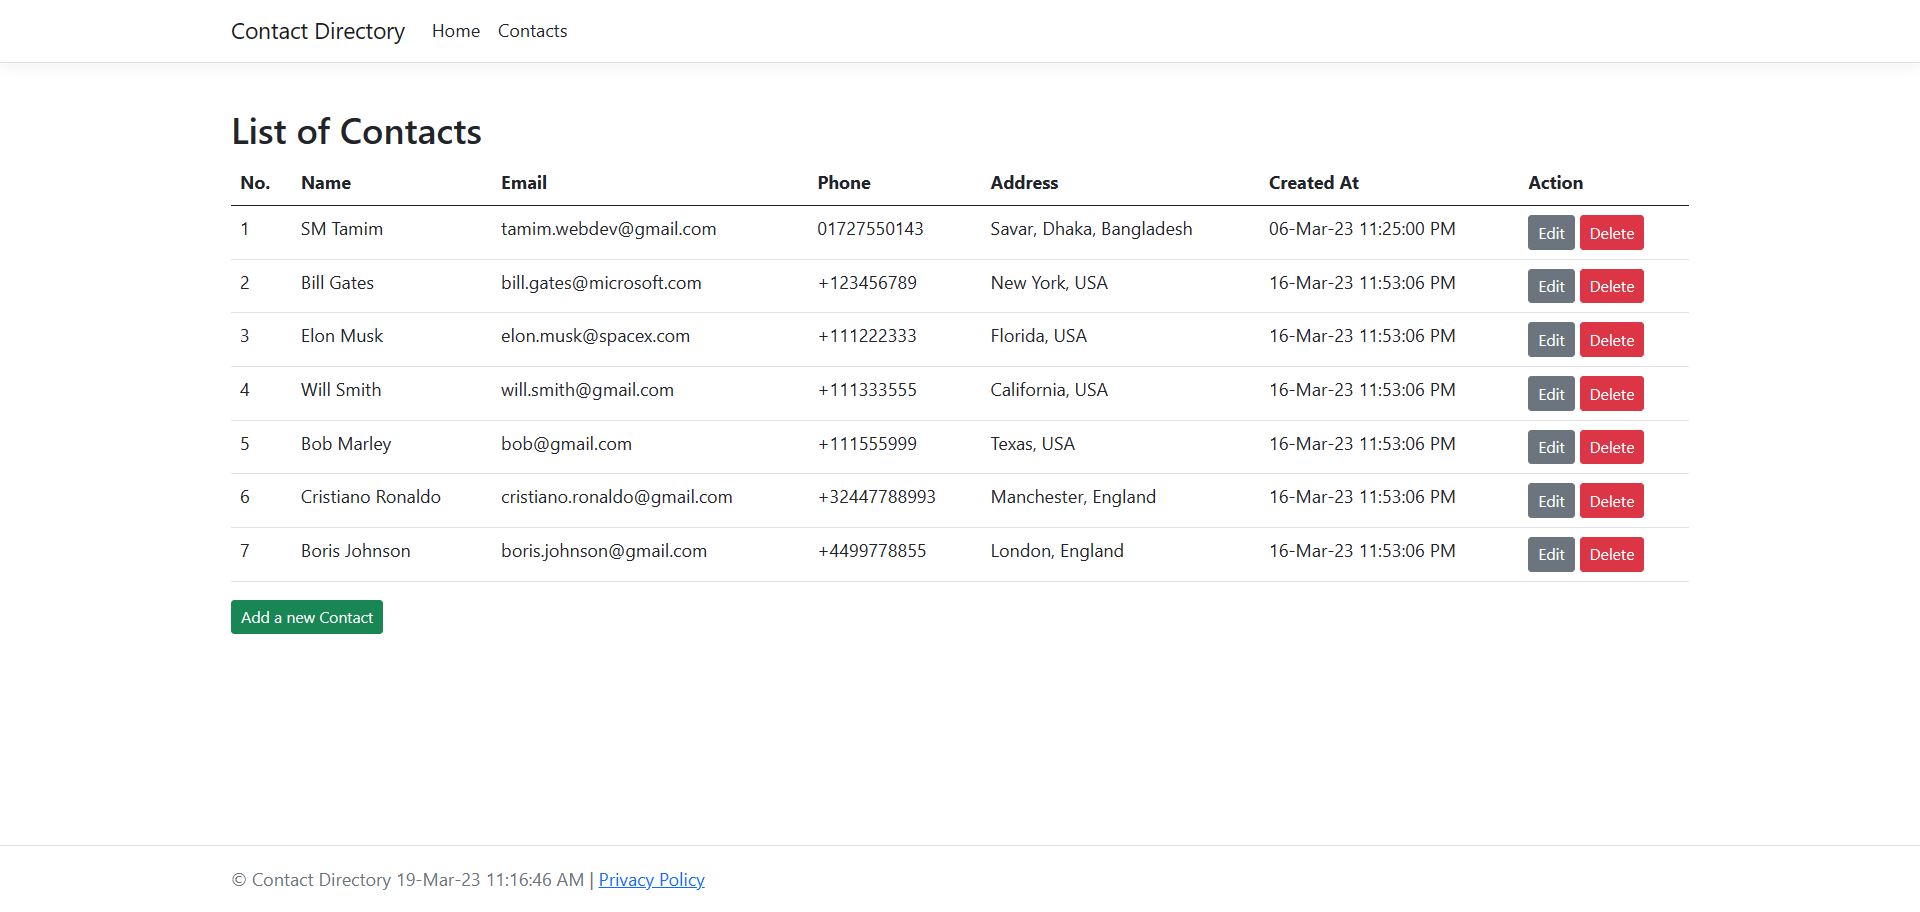 Contact Directory Home Contacts
List of Contacts
No. Name Email Phone Address Created At Action
1 SM Tamim tamim.webdev@gmail.com 01727550143 Savar, Dhaka, Bangladesh 06-Mar-23 11:25:00 PM Edit Delete
2 Bill Gates bill.gates@microsoft.com +123456789 New York, USA 16-Mar-23 11:53:06 PM Edit Delete
3 Elon Musk elon.musk@spacex.com +111222333 Florida, USA 16-Mar-23 11:53:06 PM Edit Delete
4 Will Smith will.smith@gmail.com +111333555 California, USA 16-Mar-23 11:53:06 PM Edit Delete
5 Bob Marley bob@gmail.com +111555999 Texas, USA 16-Mar-23 11:53:06 PM Edit Delete
6 Cristiano Ronaldo cristiano.ronaldo@gmail.com +32447788993 Manchester, England 16-Mar-23 11:53:06 PM Edit Delete
7 Boris Johnson boris.johnson@gmail.com +4499778855 London, England 16-Mar-23 11:53:06 PM Edit Delete
Add a new Contact
© Contact Directory 19-Mar-23 11:16:46 AM | Privacy Policy